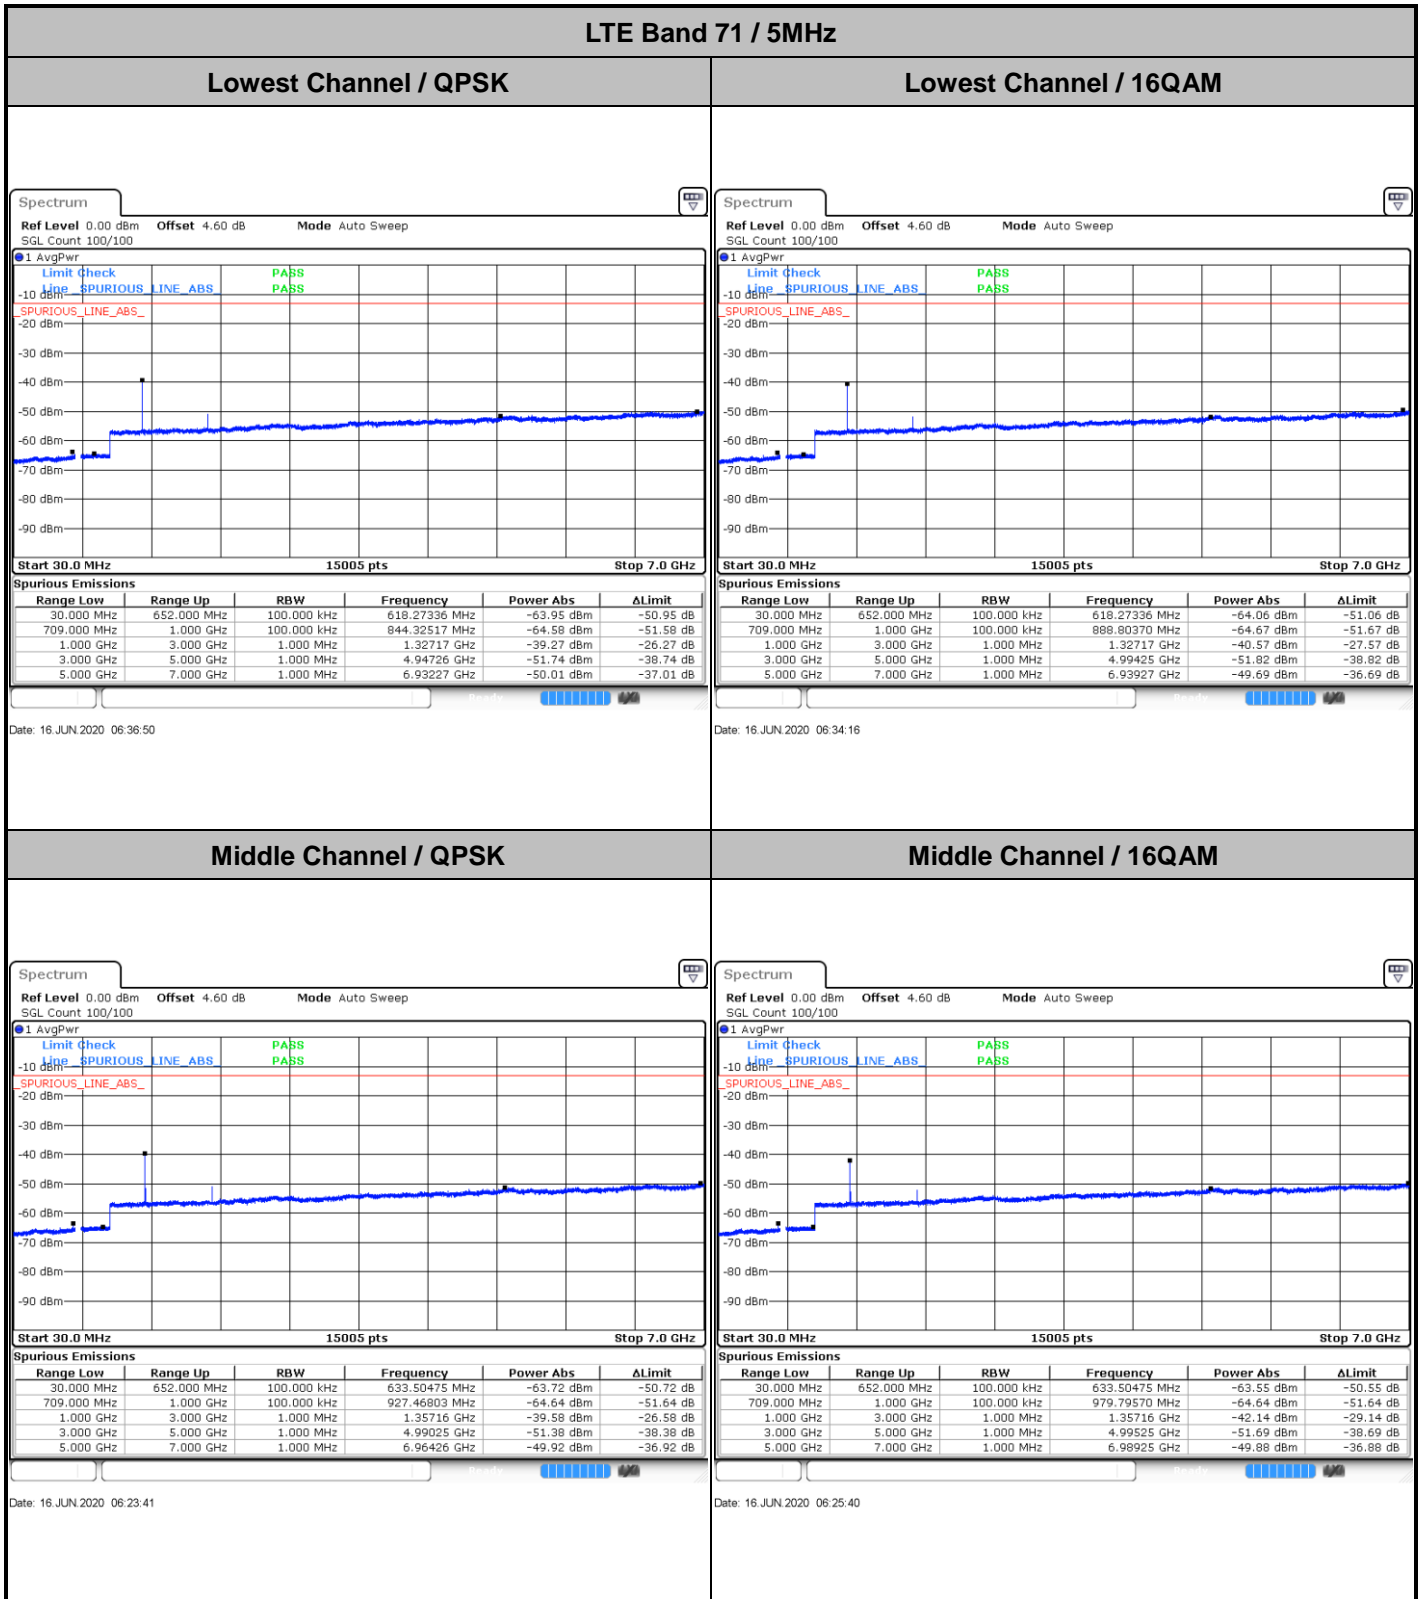 LTE Band 71 / 5MHz
Lowest Channel / QPSK
Lowest Channel / 16QAM
Spectrum
Ref Level 0.00 dBm Offset 4.60 dB Mode Auto Sweep
SGL Count 100/100
1 AvgPwr
Limit Check PASS
Line _SPURIOUS_LINE_ABS_ PASS
-10 dBm
_SPURIOUS_LINE_ABS_
-20 dBm
-30 dBm
-40 dBm
-50 dBm
-60 dBm
-70 dBm
-80 dBm
-90 dBm
Start 30.0 MHz 15005 pts Stop 7.0 GHz
Spurious Emissions
Range Low Range Up RBW Frequency Power Abs ΔLimit
30.000 MHz 652.000 MHz 100.000 kHz 618.27336 MHz -63.95 dBm -50.95 dB
709.000 MHz 1.000 GHz 100.000 kHz 844.32517 MHz -64.58 dBm -51.58 dB
1.000 GHz 3.000 GHz 1.000 MHz 1.32717 GHz -39.27 dBm -26.27 dB
3.000 GHz 5.000 GHz 1.000 MHz 4.94726 GHz -51.74 dBm -38.74 dB
5.000 GHz 7.000 GHz 1.000 MHz 6.93227 GHz -50.01 dBm -37.01 dB
Date: 16.JUN.2020 06:36:50
Spectrum
Ref Level 0.00 dBm Offset 4.60 dB Mode Auto Sweep
SGL Count 100/100
1 AvgPwr
Limit Check PASS
Line _SPURIOUS_LINE_ABS_ PASS
-10 dBm
_SPURIOUS_LINE_ABS_
-20 dBm
-30 dBm
-40 dBm
-50 dBm
-60 dBm
-70 dBm
-80 dBm
-90 dBm
Start 30.0 MHz 15005 pts Stop 7.0 GHz
Spurious Emissions
Range Low Range Up RBW Frequency Power Abs ΔLimit
30.000 MHz 652.000 MHz 100.000 kHz 618.27336 MHz -64.06 dBm -51.06 dB
709.000 MHz 1.000 GHz 100.000 kHz 888.80370 MHz -64.67 dBm -51.67 dB
1.000 GHz 3.000 GHz 1.000 MHz 1.32717 GHz -40.57 dBm -27.57 dB
3.000 GHz 5.000 GHz 1.000 MHz 4.99425 GHz -51.82 dBm -38.82 dB
5.000 GHz 7.000 GHz 1.000 MHz 6.93927 GHz -49.69 dBm -36.69 dB
Date: 16.JUN.2020 06:34:16
Middle Channel / QPSK
Middle Channel / 16QAM
Spectrum
Ref Level 0.00 dBm Offset 4.60 dB Mode Auto Sweep
SGL Count 100/100
1 AvgPwr
Limit Check PASS
Line _SPURIOUS_LINE_ABS_ PASS
-10 dBm
_SPURIOUS_LINE_ABS_
-20 dBm
-30 dBm
-40 dBm
-50 dBm
-60 dBm
-70 dBm
-80 dBm
-90 dBm
Start 30.0 MHz 15005 pts Stop 7.0 GHz
Spurious Emissions
Range Low Range Up RBW Frequency Power Abs ΔLimit
30.000 MHz 652.000 MHz 100.000 kHz 633.50475 MHz -63.72 dBm -50.72 dB
709.000 MHz 1.000 GHz 100.000 kHz 927.46803 MHz -64.64 dBm -51.64 dB
1.000 GHz 3.000 GHz 1.000 MHz 1.35716 GHz -39.58 dBm -26.58 dB
3.000 GHz 5.000 GHz 1.000 MHz 4.99025 GHz -51.38 dBm -38.38 dB
5.000 GHz 7.000 GHz 1.000 MHz 6.96426 GHz -49.92 dBm -36.92 dB
Date: 16.JUN.2020 06:23:41
Spectrum
Ref Level 0.00 dBm Offset 4.60 dB Mode Auto Sweep
SGL Count 100/100
1 AvgPwr
Limit Check PASS
Line _SPURIOUS_LINE_ABS_ PASS
-10 dBm
_SPURIOUS_LINE_ABS_
-20 dBm
-30 dBm
-40 dBm
-50 dBm
-60 dBm
-70 dBm
-80 dBm
-90 dBm
Start 30.0 MHz 15005 pts Stop 7.0 GHz
Spurious Emissions
Range Low Range Up RBW Frequency Power Abs ΔLimit
30.000 MHz 652.000 MHz 100.000 kHz 633.50475 MHz -63.55 dBm -50.55 dB
709.000 MHz 1.000 GHz 100.000 kHz 979.79570 MHz -64.64 dBm -51.64 dB
1.000 GHz 3.000 GHz 1.000 MHz 1.35716 GHz -42.14 dBm -29.14 dB
3.000 GHz 5.000 GHz 1.000 MHz 4.99525 GHz -51.69 dBm -38.69 dB
5.000 GHz 7.000 GHz 1.000 MHz 6.98925 GHz -49.88 dBm -36.88 dB
Date: 16.JUN.2020 06:25:40